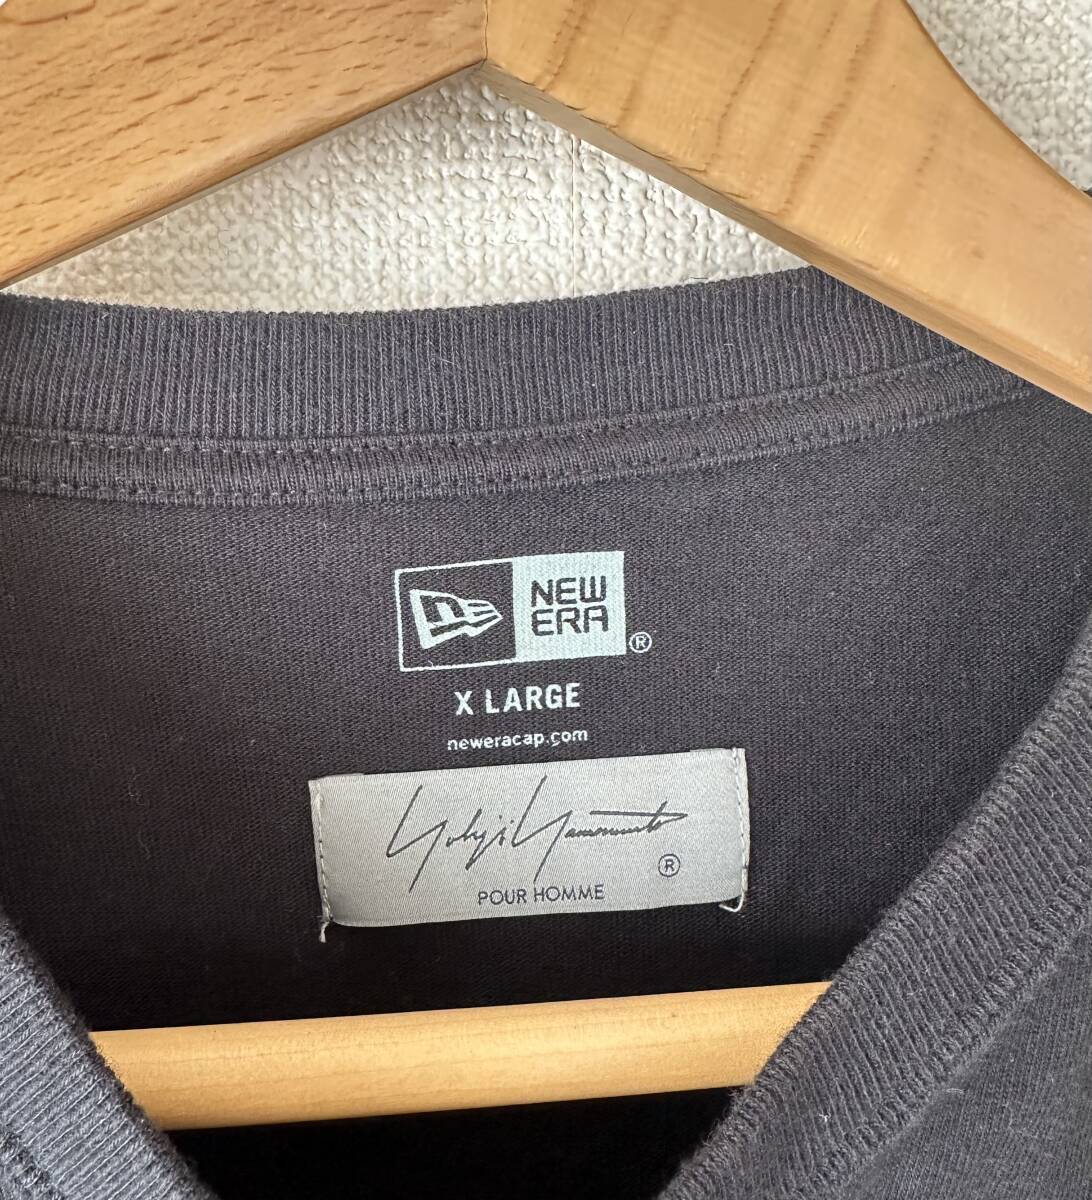 NEW
ERA
®
X LARGE
neweracap.com
Yohji Yamamoto
®
POUR HOMME